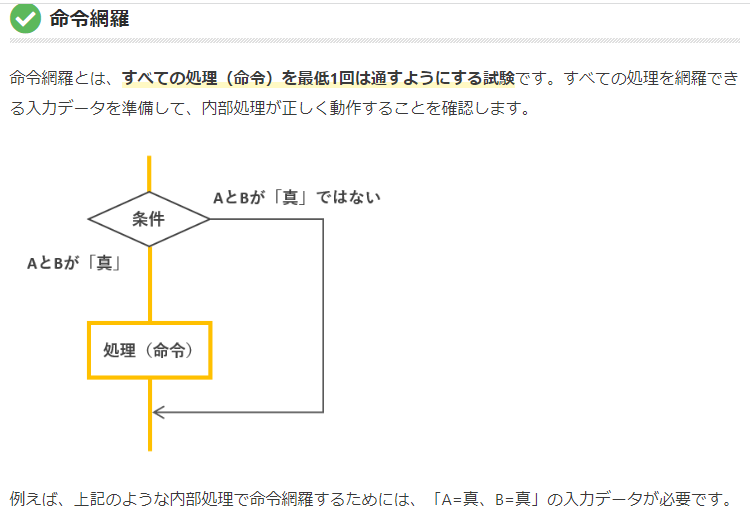 命令網羅
命令網羅とは、すべての処理（命令）を最低1回は通すようにする試験です。すべての処理を網羅でき
る入力データを準備して、内部処理が正しく動作することを確認します。
AとBが「真」ではない
条件
AとBが「真」
処理（命令）
例えば、上記のような内部処理で命令網羅するためには、「A=真、B=真」の入力データが必要です。